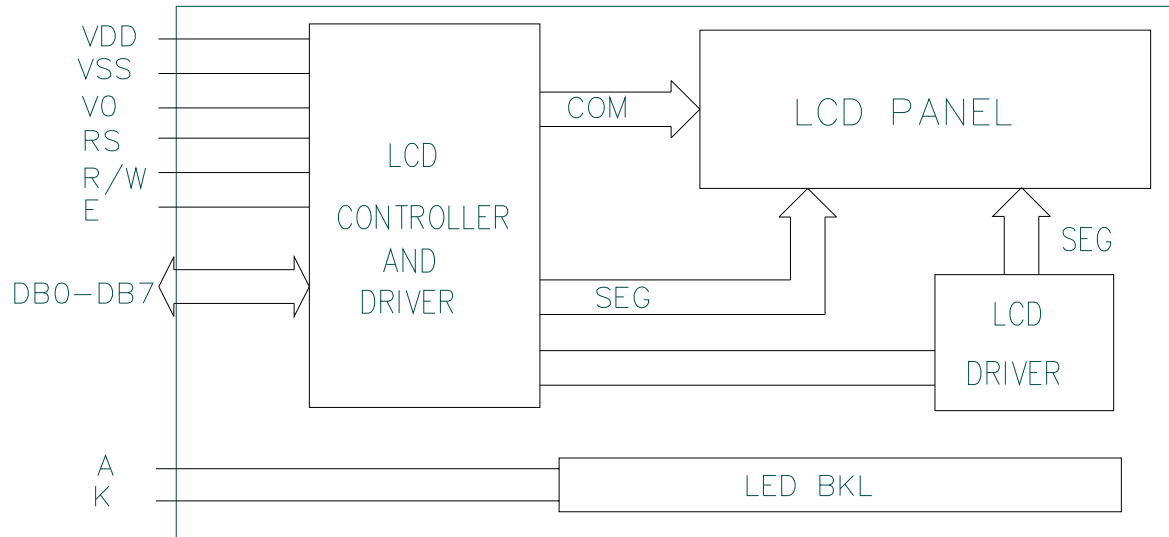 VDD
VSS
V0
RS
R/W
E
DB0-DB7
LCD
CONTROLLER
AND
DRIVER
COM
LCD PANEL
SEG
SEG
LCD
DRIVER
A
K
LED BKL